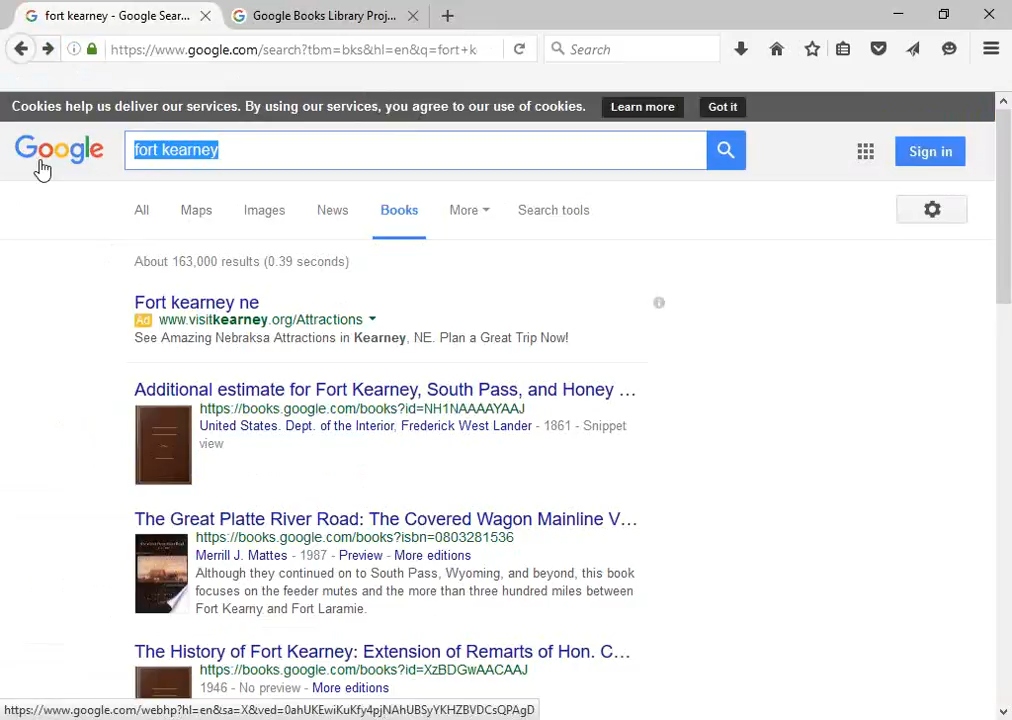 fort kearney - Google Sear...
Google Books Library Proj...
https://www.google.com/search?tbm=bks&hl=en&q=fort+k
Search
Cookies help us deliver our services. By using our services, you agree to our use of cookies.
Learn more
Got it
Google
fort kearney
Sign in
All
Maps
Images
News
Books
More
Search tools
About 163,000 results (0.39 seconds)
Fort kearney ne
Ad www.visitkearney.org/Attractions
See Amazing Nebraksa Attractions in Kearney, NE. Plan a Great Trip Now!
Additional estimate for Fort Kearney, South Pass, and Honey ...
https://books.google.com/books?id=NH1NAAAAYAAJ
United States. Dept. of the Interior, Frederick West Lander - 1861 - Snippet
view
The Great Platte River Road: The Covered Wagon Mainline V...
https://books.google.com/books?isbn=0803281536
Merrill J. Mattes - 1987 - Preview - More editions
Although they continued on to South Pass, Wyoming, and beyond, this book
focuses on the feeder mutes and the more than three hundred miles between
Fort Kearny and Fort Laramie.
The History of Fort Kearney: Extension of Remarts of Hon. C...
https://books.google.com/books?id=XzBDGwAACAAJ
1946 - No preview - More editions
https://www.google.com/webhp?hl=en&sa=X&ved=0ahUKEwiKuKfy4pjNAhUBSyYKHZBVDCsQPAgD